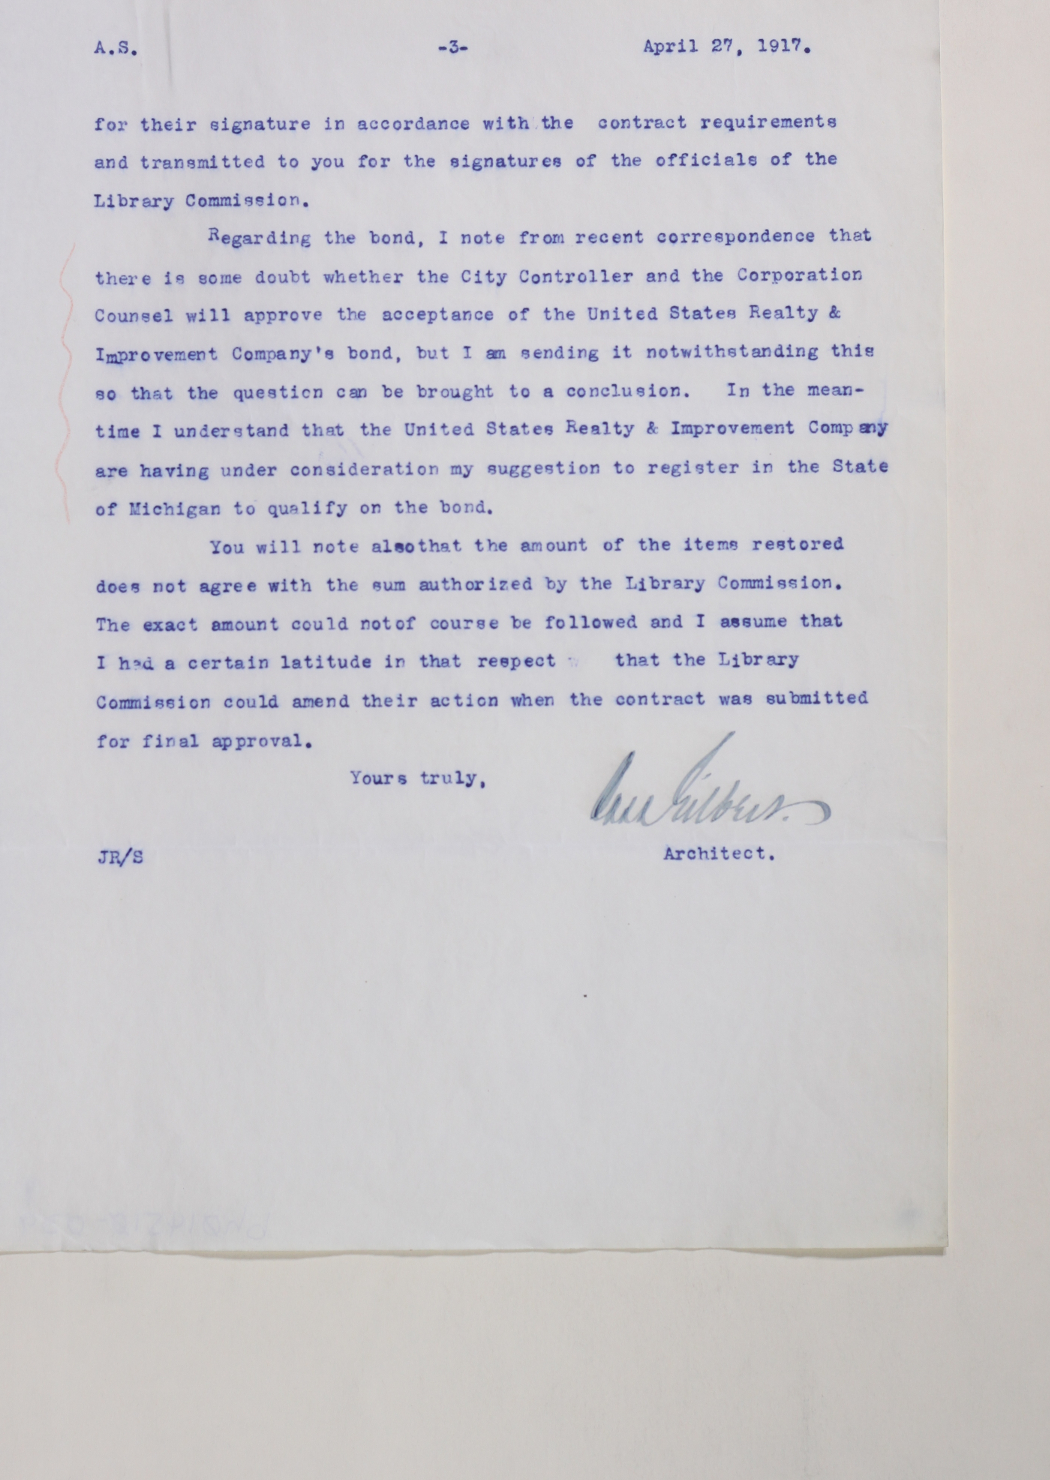 A.S. -3- April 27, 1917.
for their signature in accordance with the contract requirements
and transmitted to you for the signatures of the officials of the
Library Commission.
Regarding the bond, I note from recent correspondence that
there is some doubt whether the City Controller and the Corporation
Counsel will approve the acceptance of the United States Realty &
Improvement Company's bond, but I am sending it notwithstanding this
so that the question can be brought to a conclusion. In the mean-
time I understand that the United States Realty & Improvement Company
are having under consideration my suggestion to register in the State
of Michigan to qualify on the bond.
You will note alsothat the amount of the items restored
does not agree with the sum authorized by the Library Commission.
The exact amount could notof course be followed and I assume that
I had a certain latitude in that respect that the Library
Commission could amend their action when the contract was submitted
for final approval.
Yours truly,
Cass Gilbert.
JR/S Architect.